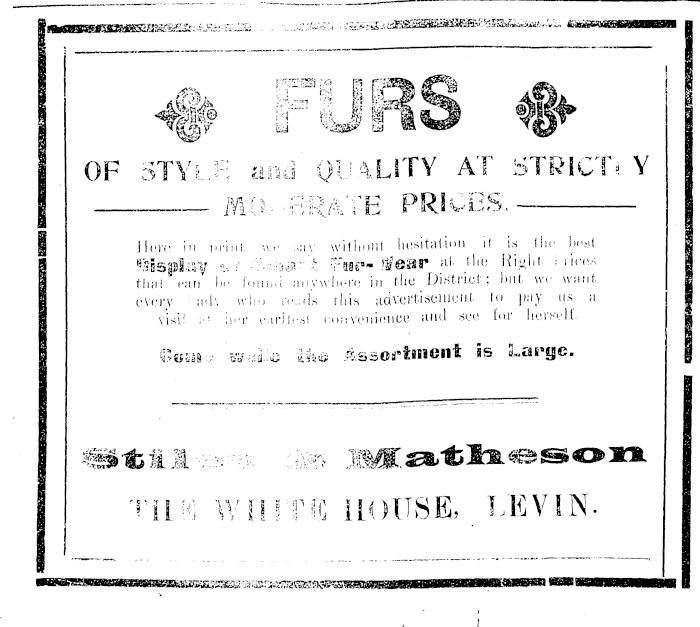 FURS
OF STYLE and QUALITY AT STRICTLY
MODERATE PRICES.
Here in print we say without hesitation it is the best
Display of Smart Fur-Wear at the Right Prices
that can be found anywhere in the District; but we want
every lady who reads this advertisement to pay us a
visit at her earliest convenience and see for herself.
Come while the Assortment is Large.
Stiles & Matheson
THE WHITE HOUSE, LEVIN.